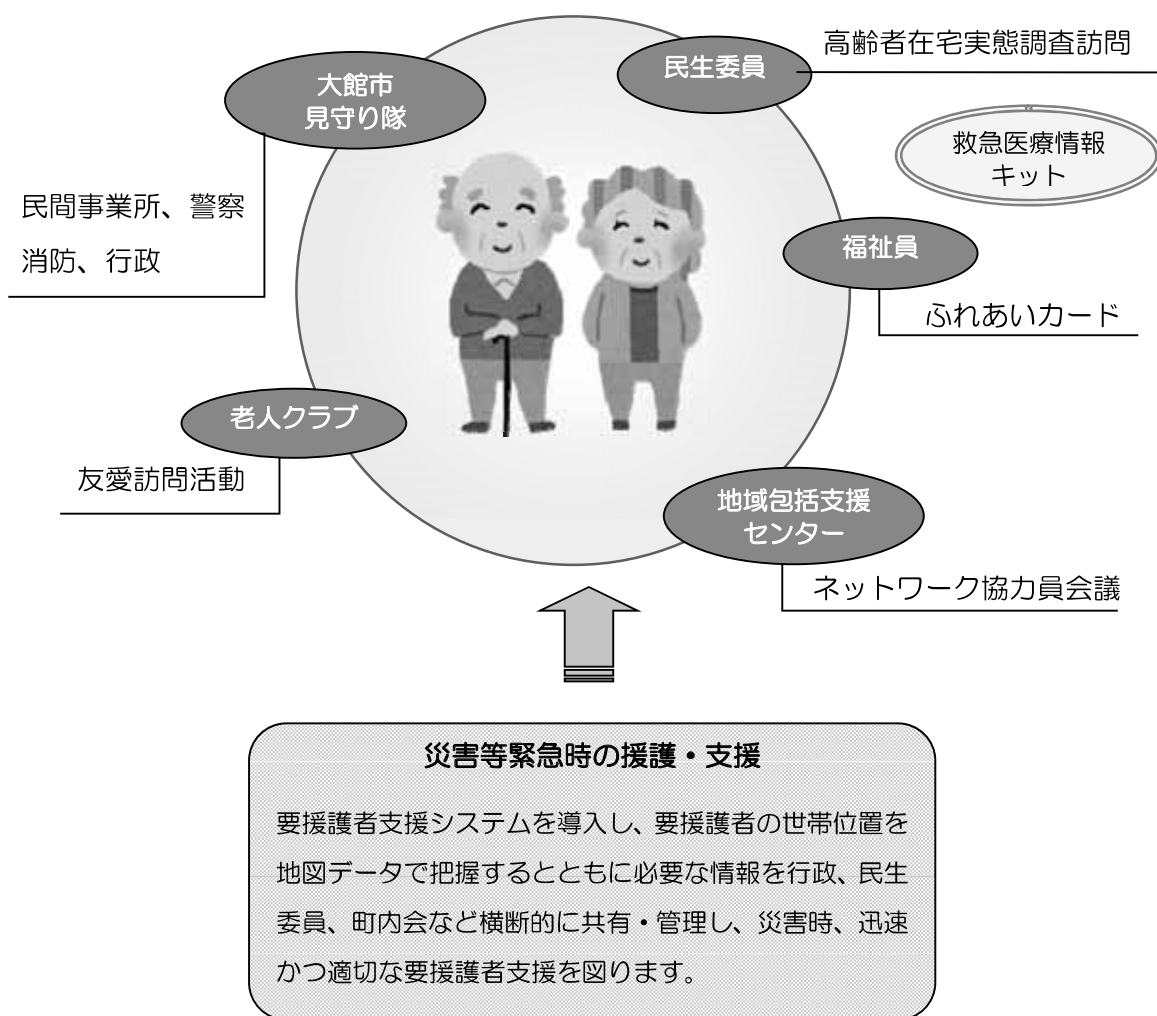 大館市
見守り隊
民間事業所、警察
消防、行政
民生委員
高齢者在宅実態調査訪問
救急医療情報
キット
福祉員
ふれあいカード
老人クラブ
友愛訪問活動
地域包括支援
センター
ネットワーク協力員会議
災害等緊急時の援護・支援
要援護者支援システムを導入し、要援護者の世帯位置を
地図データで把握するとともに必要な情報を行政、民生
委員、町内会など横断的に共有・管理し、災害時、迅速
かつ適切な要援護者支援を図ります。